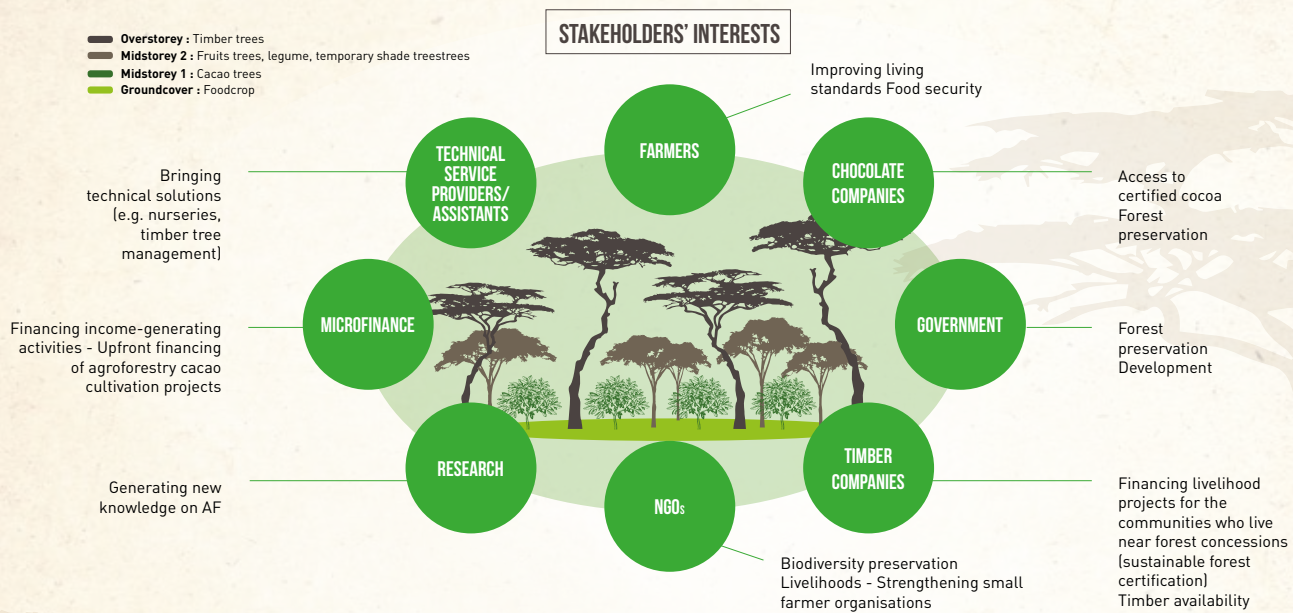 STAKEHOLDERS' INTERESTS
Overstorey : Timber trees
Midstorey 2 : Fruits trees, legume, temporary shade treestrees
Midstorey 1 : Cacao trees
Groundcover : Foodcrop
FARMERS
Improving living
standards Food security
TECHNICAL
SERVICE
PROVIDERS/
ASSISTANTS
Bringing
technical solutions
(e.g. nurseries,
timber tree
management)
CHOCOLATE
COMPANIES
Access to
certified cocoa
Forest
preservation
MICROFINANCE
Financing income-generating
activities - Upfront financing
of agroforestry cacao
cultivation projects
GOVERNMENT
Forest
preservation
Development
RESEARCH
Generating new
knowledge on AF
NGOs
Biodiversity preservation
Livelihoods - Strengthening small
farmer organisations
TIMBER
COMPANIES
Financing livelihood
projects for the
communities who live
near forest concessions
(sustainable forest
certification)
Timber availability